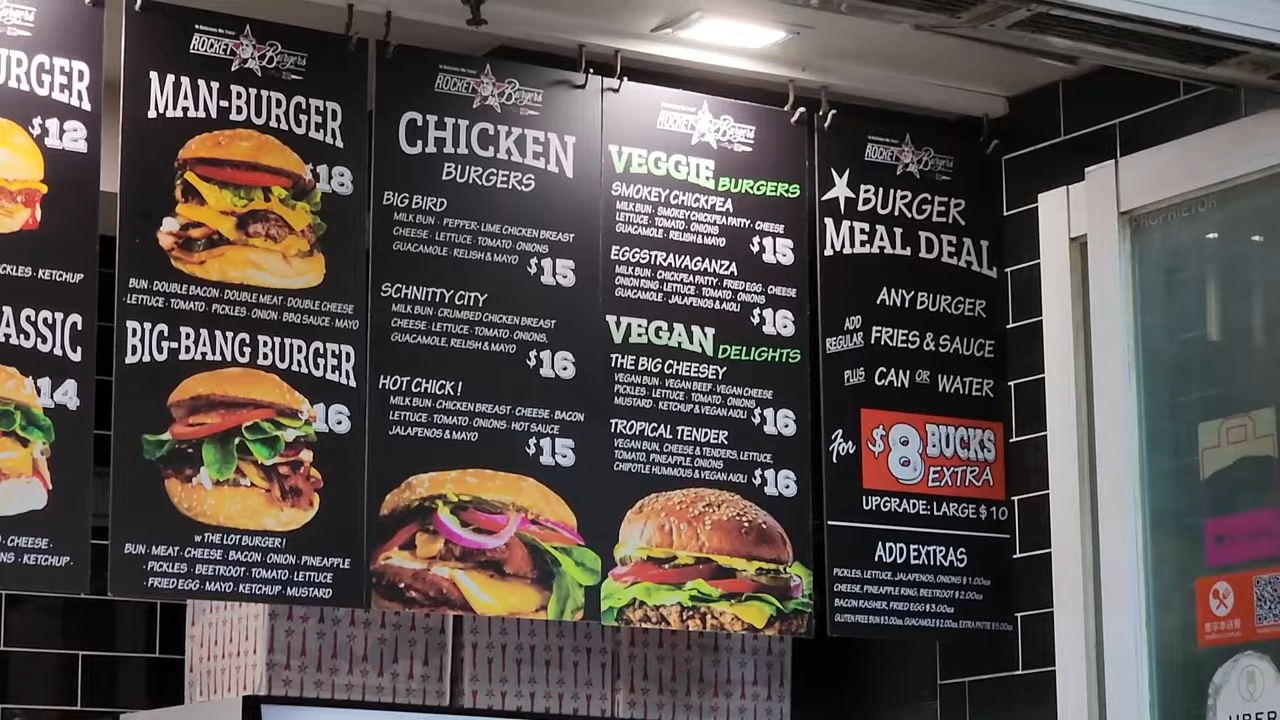 URGER
$12
CKLES · KETCHUP
ASSIC
$14
· CHEESE ·
NS · KETCHUP ·
ROCKET Burgers
MAN-BURGER
$18
BUN · DOUBLE BACON · DOUBLE MEAT · DOUBLE CHEESE
· LETTUCE · TOMATO · PICKLES · ONION · BBQ SAUCE · MAYO
BIG-BANG BURGER
16
w THE LOT BURGER!
BUN · MEAT · CHEESE · BACON · ONION · PINEAPPLE
· PICKLES · BEETROOT · TOMATO · LETTUCE
· FRIED EGG · MAYO · KETCHUP · MUSTARD
ROCKET Burgers
CHICKEN
BURGERS
BIG BIRD
MILK BUN · PEPPER-LIME CHICKEN BREAST
CHEESE · LETTUCE · TOMATO · ONIONS
GUACAMOLE · RELISH & MAYO
$15
SCHNITTY CITY
MILK BUN · CRUMBED CHICKEN BREAST
CHEESE · LETTUCE · TOMATO · ONIONS,
GUACAMOLE, RELISH & MAYO
$16
HOT CHICK!
MILK BUN · CHICKEN BREAST · CHEESE · BACON
LETTUCE · TOMATO · ONIONS · HOT SAUCE
JALAPENOS & MAYO
$15
ROCKET Burgers
VEGGIE BURGERS
SMOKEY CHICKPEA
MILK BUN · SMOKEY CHICKPEA PATTY · CHEESE
LETTUCE · TOMATO · ONIONS
GUACAMOLE · RELISH & MAYO
$15
EGGSTRAVAGANZA
MILK BUN · CHICKPEA PATTY · FRIED EGG · CHEESE
ONION RING · LETTUCE · TOMATO · ONIONS
GUACAMOLE · JALAPENOS & AIOLI
$16
VEGAN DELIGHTS
THE BIG CHEESEY
VEGAN BUN · VEGAN BEEF · VEGAN CHEESE
PICKLES · LETTUCE · TOMATO · ONIONS
MUSTARD · KETCHUP & VEGAN AIOLI
$16
TROPICAL TENDER
VEGAN BUN, CHEESE & TENDERS, LETTUCE,
TOMATO, PINEAPPLE, ONIONS
CHIPOTLE HUMMOUS & VEGAN AIOLI
$16
ROCKET Burgers
BURGER
MEAL DEAL
ANY BURGER
ADD REGULAR FRIES & SAUCE
PLUS CAN OR WATER
For $8 BUCKS EXTRA
UPGRADE: LARGE $10
ADD EXTRAS
PICKLES, LETTUCE, JALAPENOS, ONIONS $1.00ea
CHEESE, PINEAPPLE RING, BEETROOT $2.00ea
BACON RASHER, FRIED EGG $3.00ea
GLUTEN FREE BUN $3.00ea, GUACAMOLE $2.00ea, EXTRA PATTIE $5.00ea
PROPRIETOR
UBER